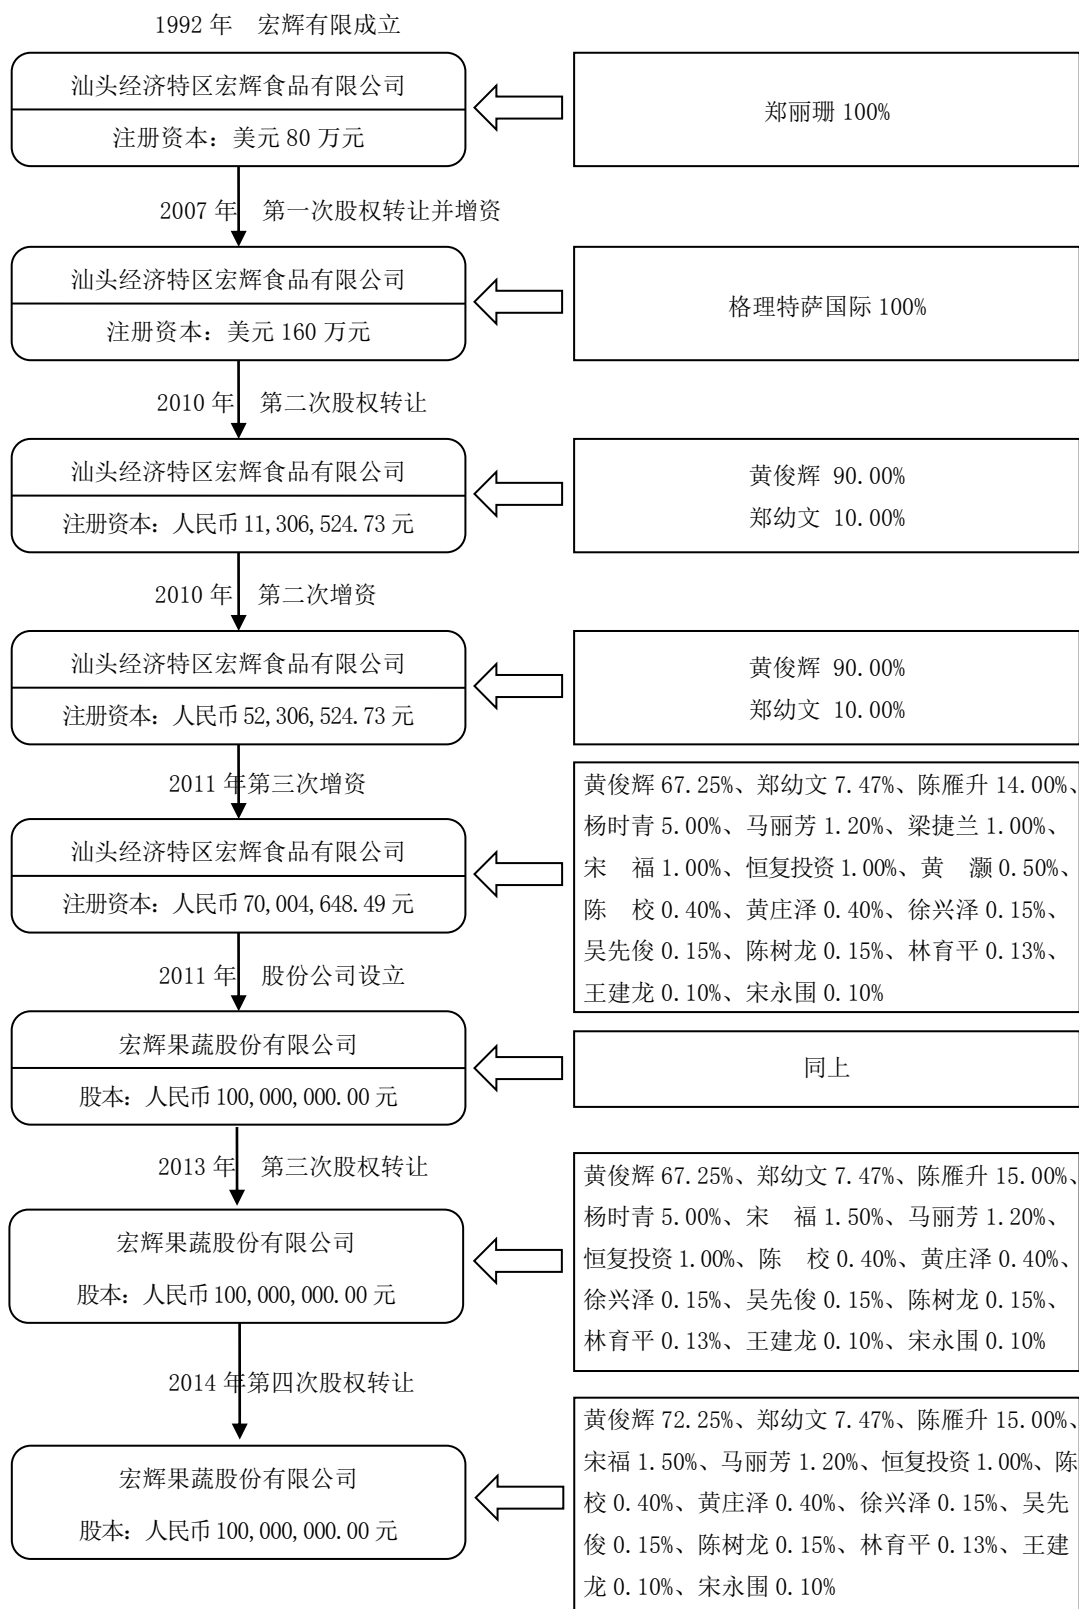 1992 年　宏辉有限成立
汕头经济特区宏辉食品有限公司
注册资本：美元 80 万元
郑丽珊 100%
2007 年　第一次股权转让并增资
汕头经济特区宏辉食品有限公司
注册资本：美元 160 万元
格理特萨国际 100%
2010 年　第二次股权转让
汕头经济特区宏辉食品有限公司
注册资本：人民币 11,306,524.73 元
黄俊辉 90.00%
郑幼文 10.00%
2010 年　第二次增资
汕头经济特区宏辉食品有限公司
注册资本：人民币 52,306,524.73 元
黄俊辉 90.00%
郑幼文 10.00%
2011 年第三次增资
汕头经济特区宏辉食品有限公司
注册资本：人民币 70,004,648.49 元
黄俊辉 67.25%、郑幼文 7.47%、陈雁升 14.00%、
杨时青 5.00%、马丽芳 1.20%、梁捷兰 1.00%、
宋　福 1.00%、恒复投资 1.00%、黄　灏 0.50%、
陈　校 0.40%、黄庄泽 0.40%、徐兴泽 0.15%、
吴先俊 0.15%、陈树龙 0.15%、林育平 0.13%、
王建龙 0.10%、宋永围 0.10%
2011 年　股份公司设立
宏辉果蔬股份有限公司
股本：人民币 100,000,000.00 元
同上
2013 年　第三次股权转让
宏辉果蔬股份有限公司
股本：人民币 100,000,000.00 元
黄俊辉 67.25%、郑幼文 7.47%、陈雁升 15.00%、
杨时青 5.00%、宋　福 1.50%、马丽芳 1.20%、
恒复投资 1.00%、陈　校 0.40%、黄庄泽 0.40%、
徐兴泽 0.15%、吴先俊 0.15%、陈树龙 0.15%、
林育平 0.13%、王建龙 0.10%、宋永围 0.10%
2014 年第四次股权转让
宏辉果蔬股份有限公司
股本：人民币 100,000,000.00 元
黄俊辉 72.25%、郑幼文 7.47%、陈雁升 15.00%、
宋福 1.50%、马丽芳 1.20%、恒复投资 1.00%、陈
校 0.40%、黄庄泽 0.40%、徐兴泽 0.15%、吴先
俊 0.15%、陈树龙 0.15%、林育平 0.13%、王建
龙 0.10%、宋永围 0.10%